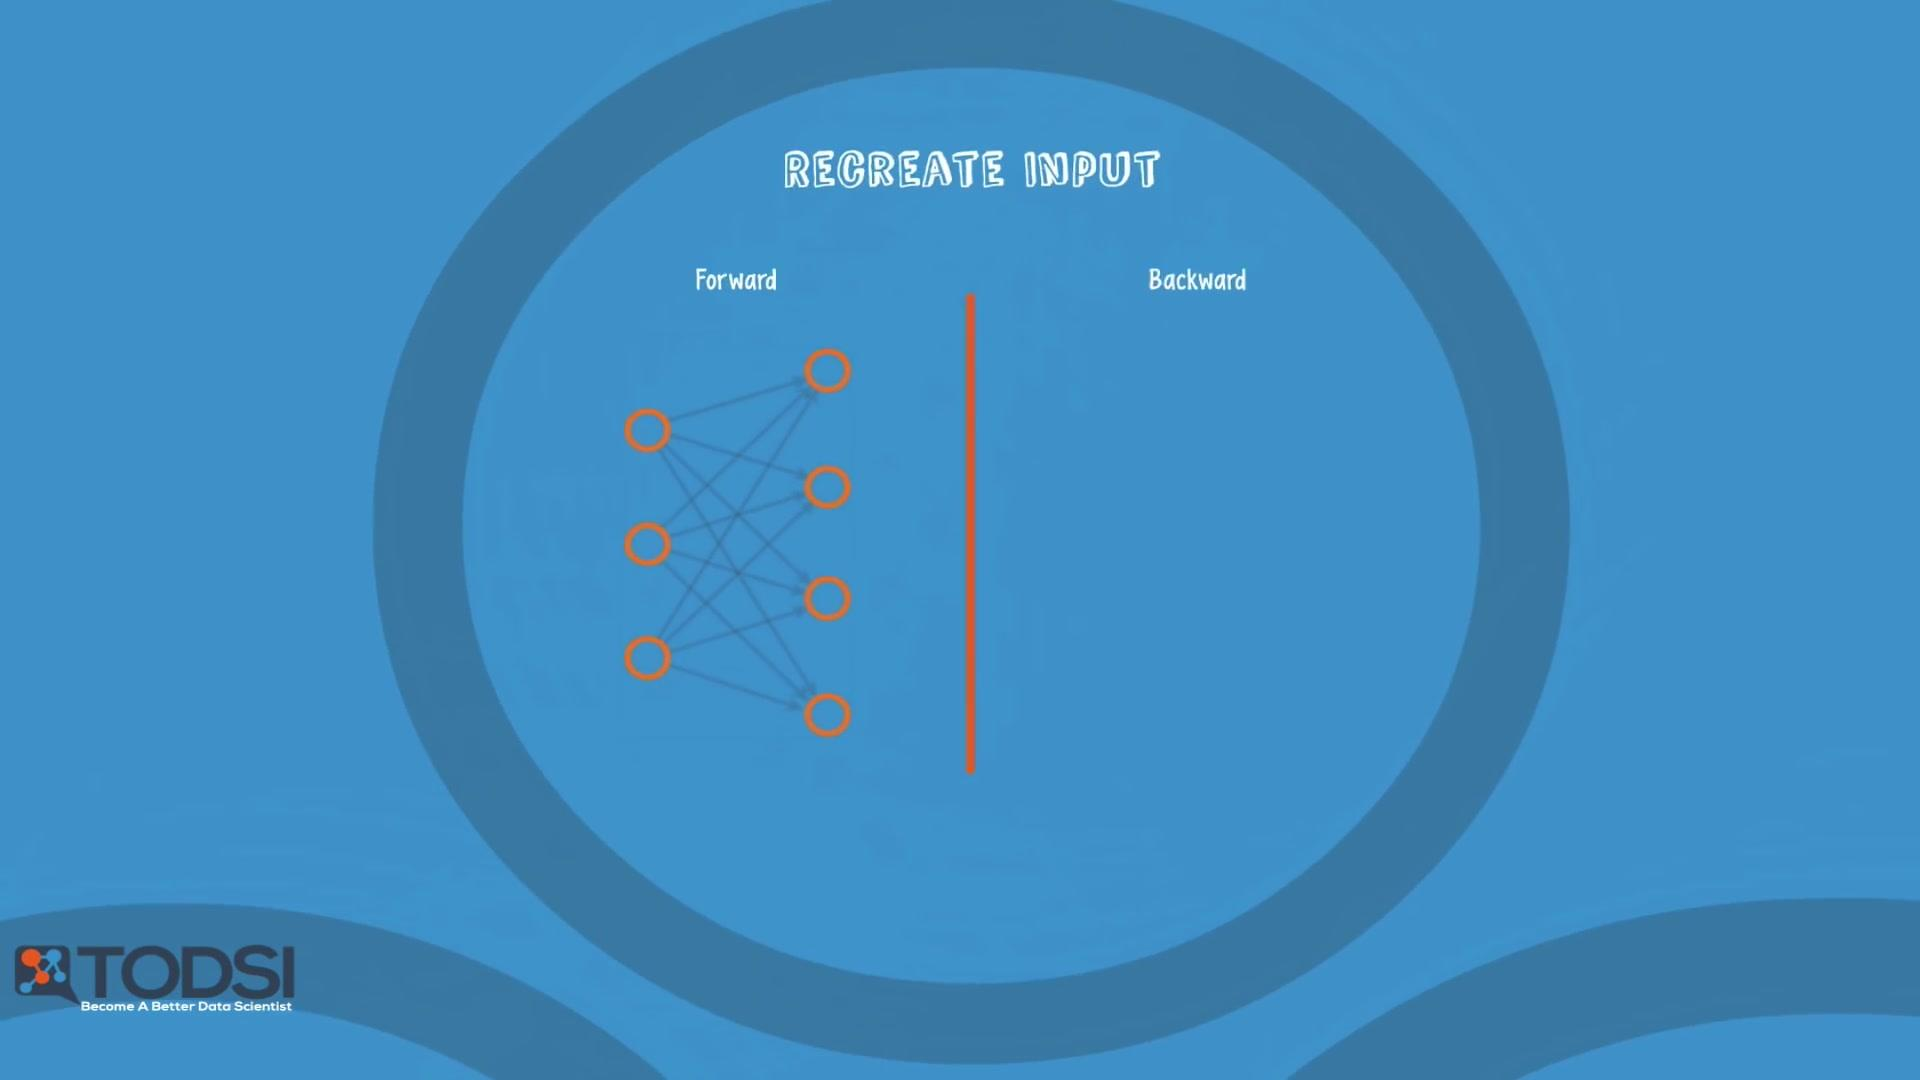 RECREATE INPUT
Forward
Backward
TODSI
Become A Better Data Scientist